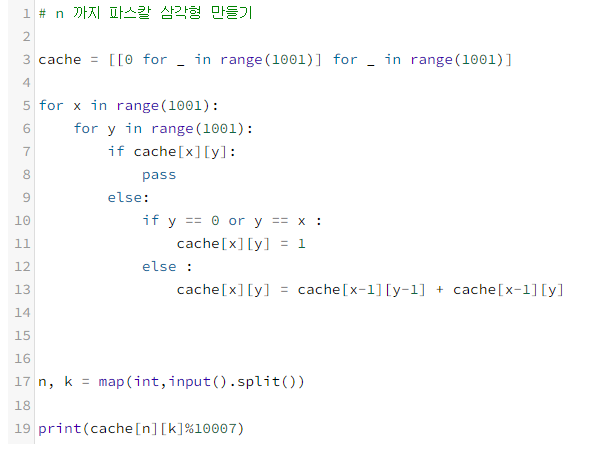 1 # n 까지 파스칼 삼각형 만들기
2
3 cache = [[0 for _ in range(1001)] for _ in range(1001)]
4
5 for x in range(1001):
6     for y in range(1001):
7         if cache[x][y]:
8             pass
9         else:
10             if y == 0 or y == x :
11                 cache[x][y] = 1
12             else :
13                 cache[x][y] = cache[x-1][y-1] + cache[x-1][y]
14
15
16
17 n, k = map(int,input().split())
18
19 print(cache[n][k]%10007)